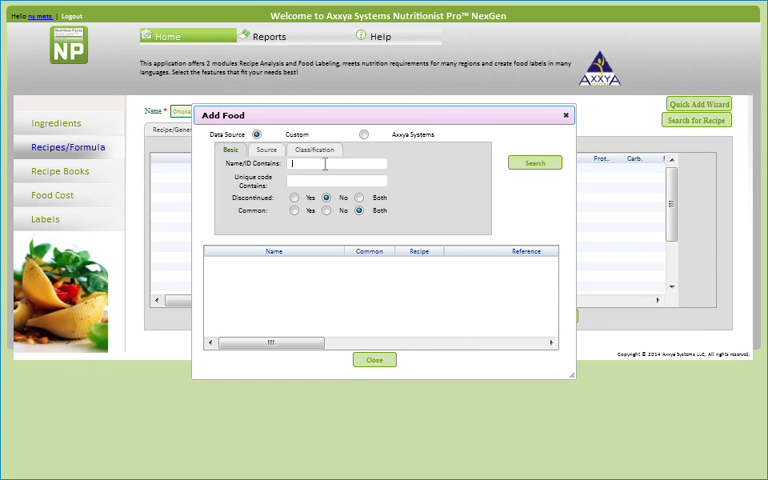 Hello ny mets | Logout
Welcome to Axxya Systems Nutritionist Pro™ NexGen
Nutrition Facts
NP
Home
Reports
Help
This application offers 2 modules Recipe Analysis and Food Labeling, meets nutrition requirements for many regions and create food labels in many
languages. Select the features that fit your needs best!
AXXYA
Ingredients
Recipes/Formula
Recipe Books
Food Cost
Labels
Name *
Quick Add Wizard
Search for Recipe
Recipe/Gener
Prot..
Carb.
Add Food
Data Source
Custom
Axxya Systems
Basic
Source
Classification
Name/ID Contains:
Search
Unique code
Contains:
Discontinued:
Yes
No
Both
Common:
Yes
No
Both
Name
Common
Recipe
Reference
Close
Copyright © 2014 Axxya Systems LLC, All rights reserved.